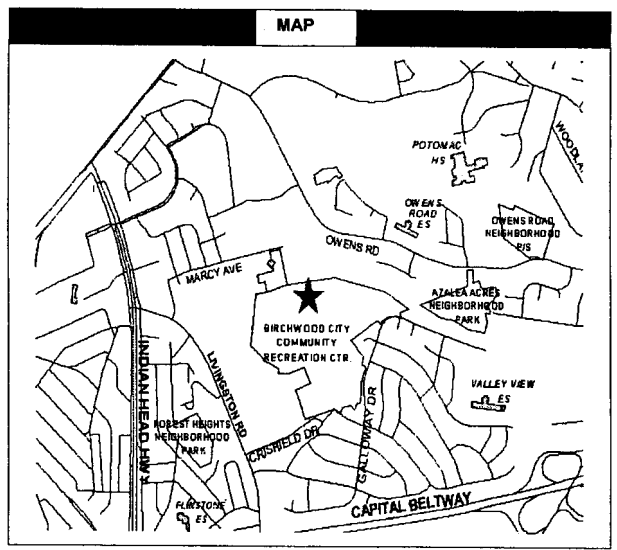 MAP
POTOMAC
HS
WOODLA
OWENS
ROAD
ES
OWENS ROAD
NEIGHBORHOOD
P/S
OWENS RD
MARCY AVE
AZALEA ACRES
NEIGHBORHOOD
PARK
BIRCHWOOD CITY
COMMUNITY
RECREATION CTR.
INDIAN HEAD HWY
LIVINGSTON RD
GALLOWAY DR
VALLEY VIEW
ES
FOREST HEIGHTS
NEIGHBORHOOD
PARK
CRISFIELD DR
FLINTSTONE
ES
CAPITAL BELTWAY